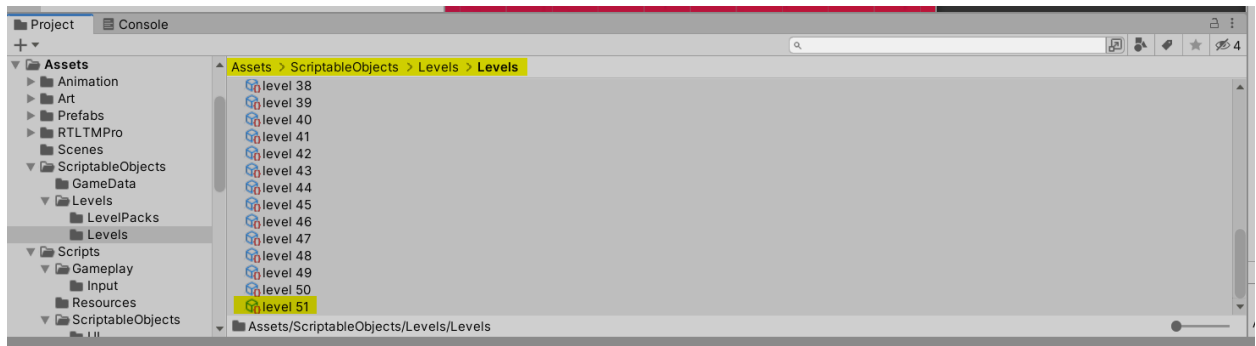 Project Console
4
Assets
Animation
Art
Prefabs
RTLTMPro
Scenes
ScriptableObjects
GameData
Levels
LevelPacks
Levels
Scripts
Gameplay
Input
Resources
ScriptableObjects
UI
Assets > ScriptableObjects > Levels > Levels
level 38
level 39
level 40
level 41
level 42
level 43
level 44
level 45
level 46
level 47
level 48
level 49
level 50
level 51
Assets/ScriptableObjects/Levels/Levels